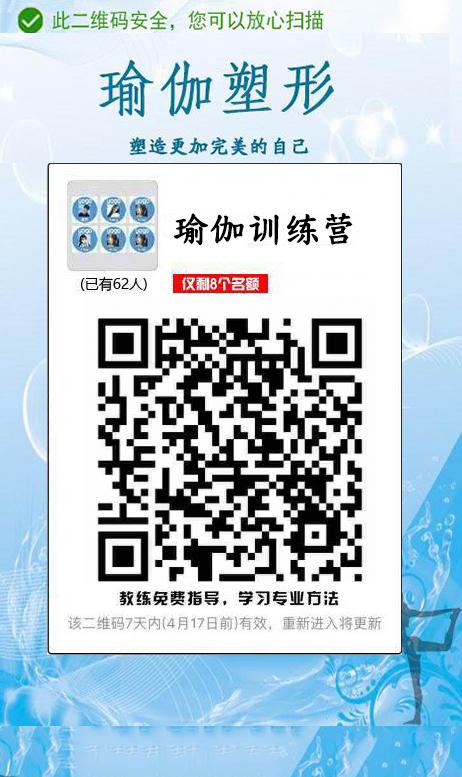 此二维码安全，您可以放心扫描
瑜伽塑形
塑造更加完美的自己
瑜伽训练营
(已有62人)
仅剩8个名额
教练免费指导，学习专业方法
该二维码7天内(4月17日前)有效，重新进入将更新